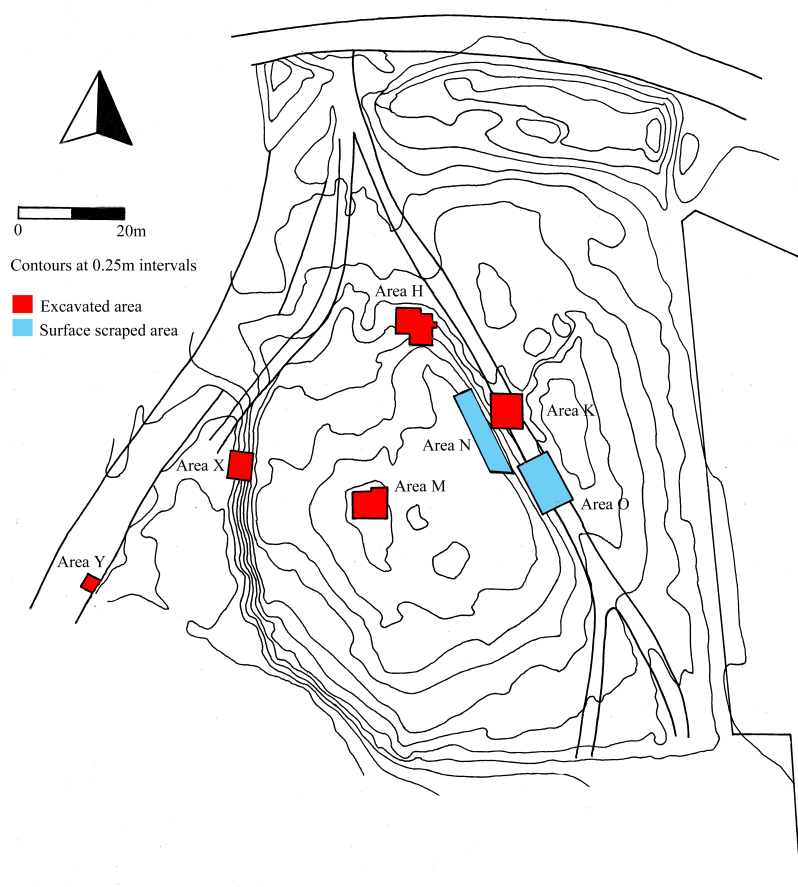 0 20m
Contours at 0.25m intervals
Excavated area
Surface scraped area
Area H
Area K
Area N
Area X
Area M
Area O
Area Y